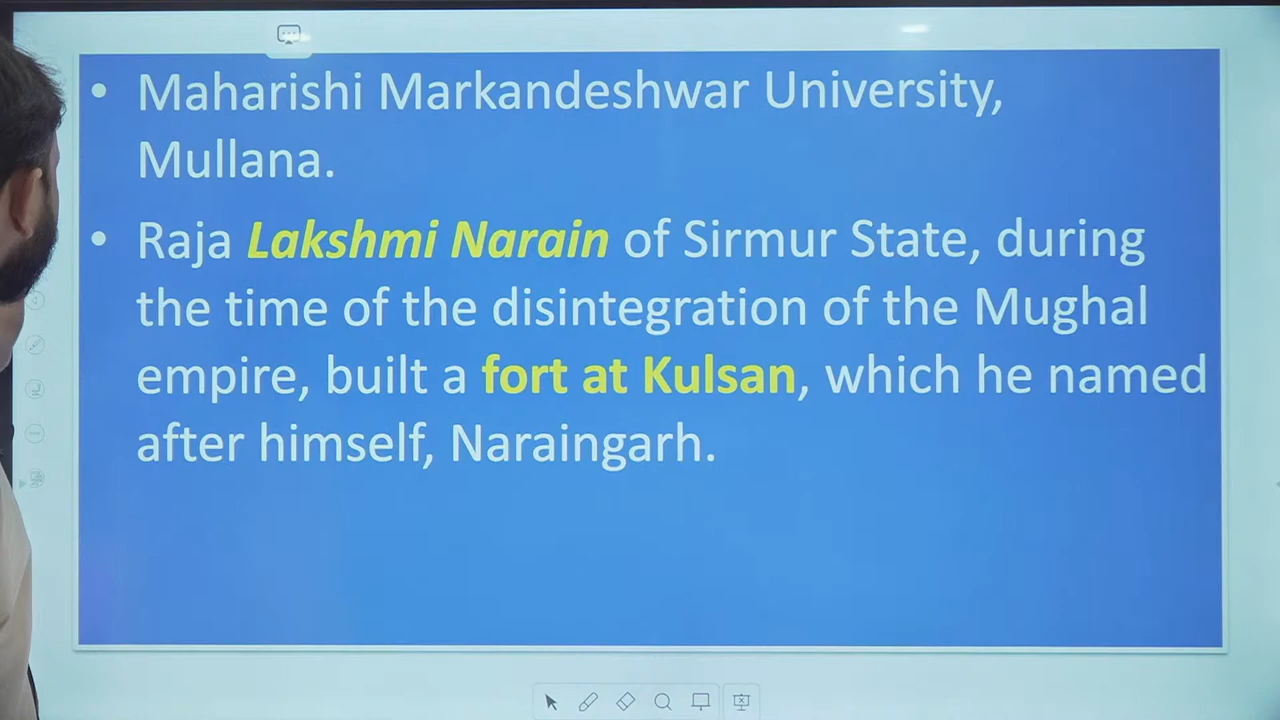 • Maharishi Markandeshwar University,
Mullana.
• Raja Lakshmi Narain of Sirmur State, during
the time of the disintegration of the Mughal
empire, built a fort at Kulsan, which he named
after himself, Naraingarh.